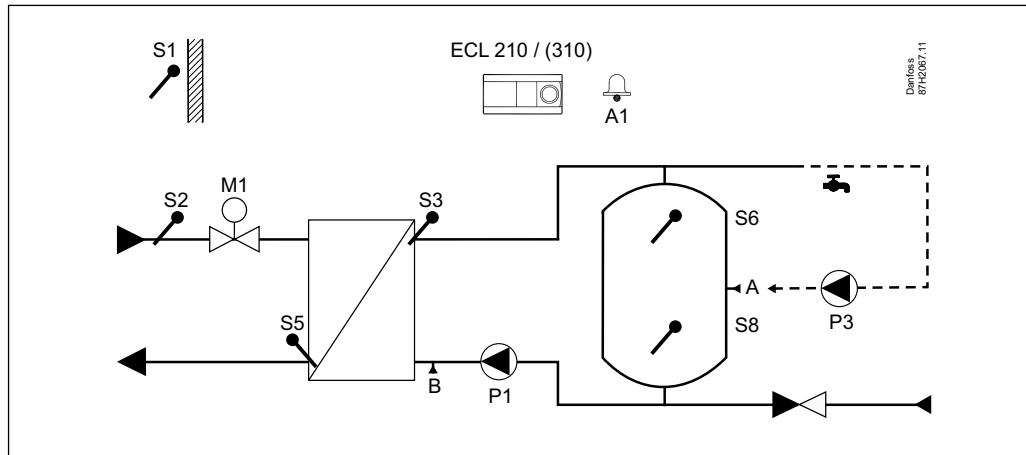 S1
ECL 210 / (310)
A1
Danfoss
87H2067.11
S2
M1
S3
S6
S5
A
S8
P3
B
P1